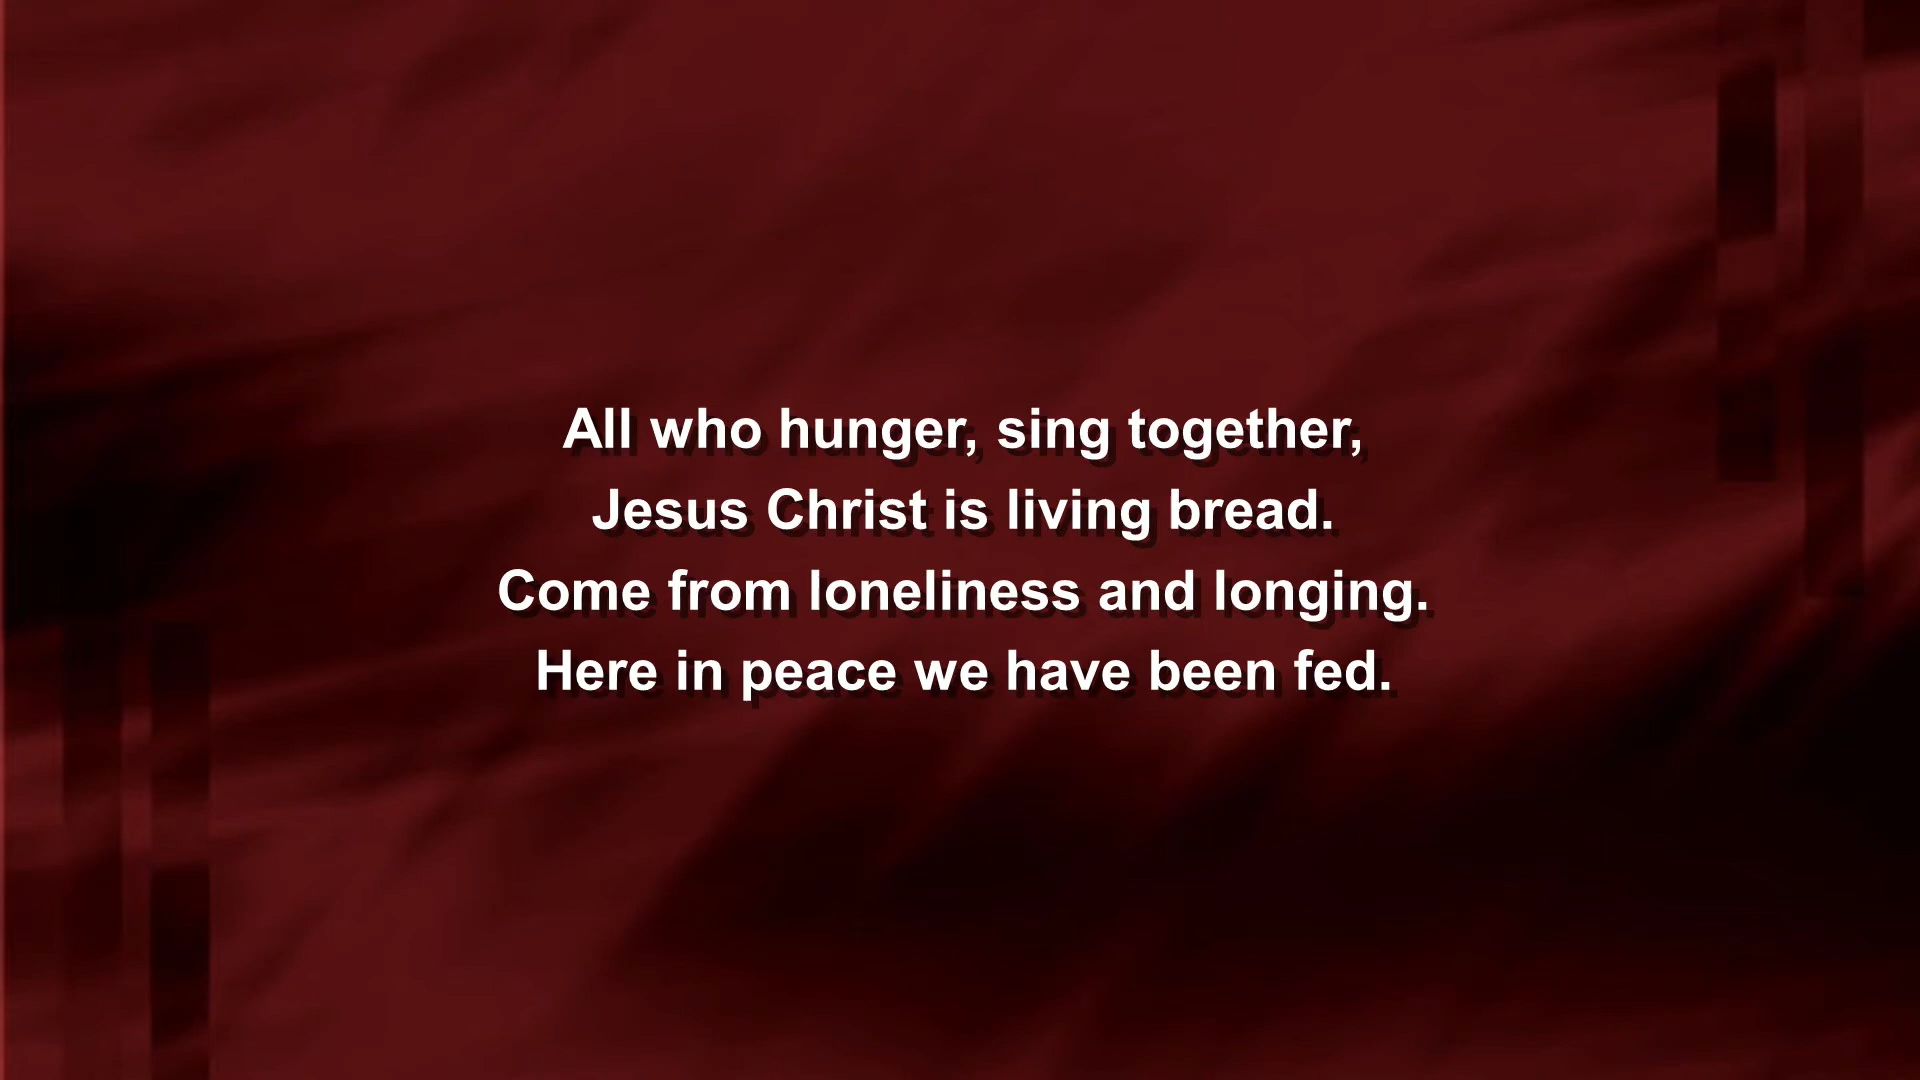 All who hunger, sing together,
Jesus Christ is living bread.
Come from loneliness and longing.
Here in peace we have been fed.